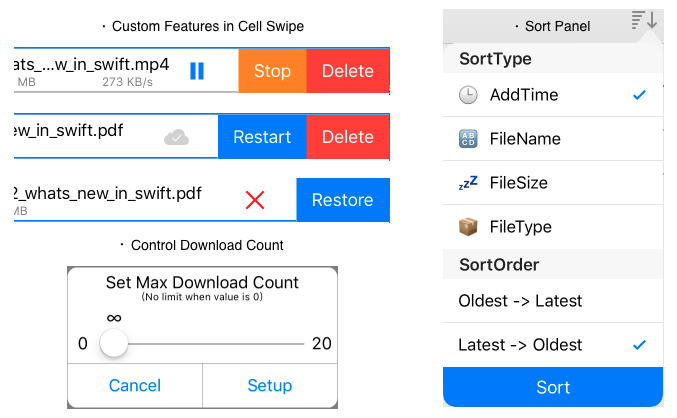 · Custom Features in Cell Swipe
ats_...w_in_swift.mp4
MB 273 KB/s
Stop
Delete
ew_in_swift.pdf
Restart
Delete
2_whats_new_in_swift.pdf
MB
Restore
· Control Download Count
Set Max Download Count
(No limit when value is 0)
∞
0
20
Cancel
Setup
· Sort Panel
SortType
AddTime
ABCD
FileName
zzZ
FileSize
FileType
SortOrder
Oldest -> Latest
Latest -> Oldest
Sort